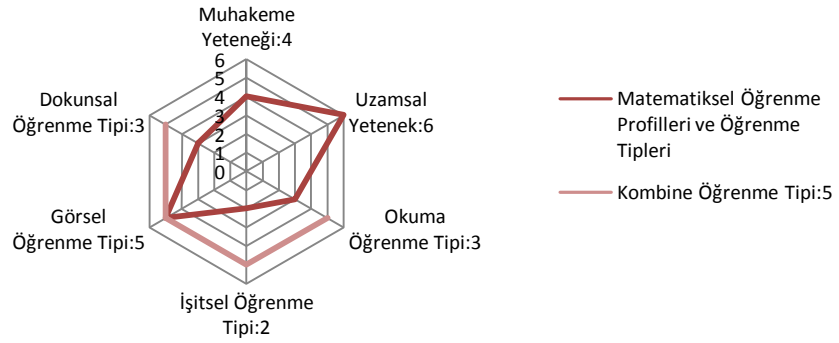 Muhakeme
Yeteneği:4
6
5
4
3
2
1
0
Uzamsal
Yetenek:6
Okuma
Öğrenme Tipi:3
İşitsel Öğrenme
Tipi:2
Görsel
Öğrenme Tipi:5
Dokunsal
Öğrenme Tipi:3
Matematiksel Öğrenme
Profilleri ve Öğrenme
Tipleri
Kombine Öğrenme Tipi:5